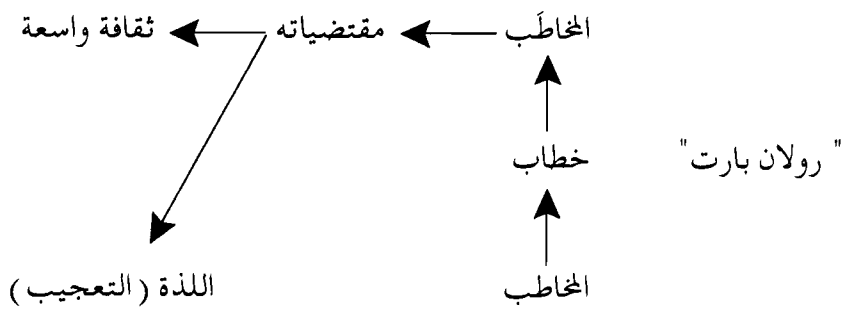 المخاطَب مقتضياته ثقافة واسعة
" رولان بارت " خطاب
المخاطب اللذة ( التعجيب )